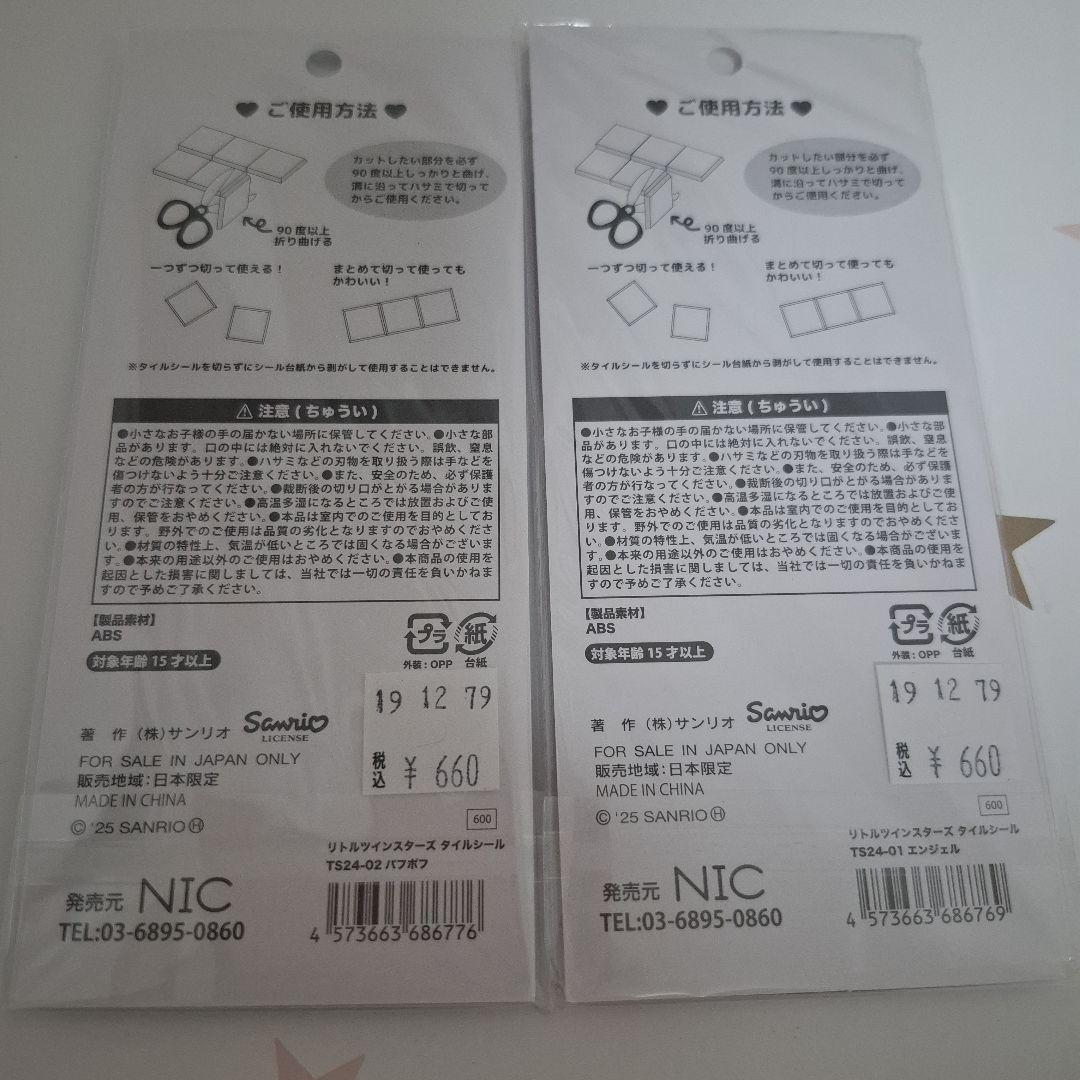 ♥ ご使用方法 ♥
カットしたい部分を必ず
90度以上しっかりと曲げ、
溝に沿ってハサミで切って
からご使用ください。
90度以上
折り曲げる
一つずつ切って使える！
まとめて切って使っても
かわいい！
※タイルシールを切らずにシール台紙から剥がして使用することはできません。
⚠ 注意(ちゅうい)
●小さなお子様の手の届かない場所に保管してください。●小さな部
品があります。口の中には絶対に入れないでください。誤飲、窒息
などの危険があります。●ハサミなどの刃物を取り扱う際は手などを
傷つけないよう十分ご注意ください。●また、安全のため、必ず保護
者の方が行なってください。●裁断後の切り口がとがる場合がありま
すのでご注意ください。●高温多湿になるところでは放置およびご使
用、保管をおやめください。●本品は室内でのご使用を目的としてお
ります。野外でのご使用は品質の劣化となりますのでおやめくださ
い。●材質の特性上、気温が低いところでは固くなる場合がございま
す。●本来の用途以外のご使用はおやめください。●本商品の使用を
起因とした損害に関しましては、当社では一切の責任を負いかねま
すので予めご了承ください。
【製品素材】
ABS
対象年齢15才以上
プラ
紙
外装:OPP 台紙
19 12 79
税込 ¥ 660
著 作 (株)サンリオ
Sanrio
LICENSE
FOR SALE IN JAPAN ONLY
販売地域:日本限定
MADE IN CHINA
© '25 SANRIO Ⓗ
600
リトルツインスターズ タイルシール
TS24-02 パフポフ
発売元 NIC
TEL:03-6895-0860
4 573663 686776
♥ ご使用方法 ♥
カットしたい部分を必ず
90度以上しっかりと曲げ、
溝に沿ってハサミで切って
からご使用ください。
90度以上
折り曲げる
一つずつ切って使える！
まとめて切って使っても
かわいい！
※タイルシールを切らずにシール台紙から剥がして使用することはできません。
⚠ 注意(ちゅうい)
●小さなお子様の手の届かない場所に保管してください。●小さな部
品があります。口の中には絶対に入れないでください。誤飲、窒息
などの危険があります。●ハサミなどの刃物を取り扱う際は手などを
傷つけないよう十分ご注意ください。●また、安全のため、必ず保護
者の方が行なってください。●裁断後の切り口がとがる場合がありま
すのでご注意ください。●高温多湿になるところでは放置およびご使
用、保管をおやめください。●本品は室内でのご使用を目的としてお
ります。野外でのご使用は品質の劣化となりますのでおやめくださ
い。●材質の特性上、気温が低いところでは固くなる場合がございま
す。●本来の用途以外のご使用はおやめください。●本商品の使用を
起因とした損害に関しましては、当社では一切の責任を負いかねま
すので予めご了承ください。
【製品素材】
ABS
対象年齢15才以上
プラ
紙
外装:OPP 台紙
19 12 79
税込 ¥ 660
著 作 (株)サンリオ
Sanrio
LICENSE
FOR SALE IN JAPAN ONLY
販売地域:日本限定
MADE IN CHINA
© '25 SANRIO Ⓗ
600
リトルツインスターズ タイルシール
TS24-01 エンジェル
発売元 NIC
TEL:03-6895-0860
4 573663 686769